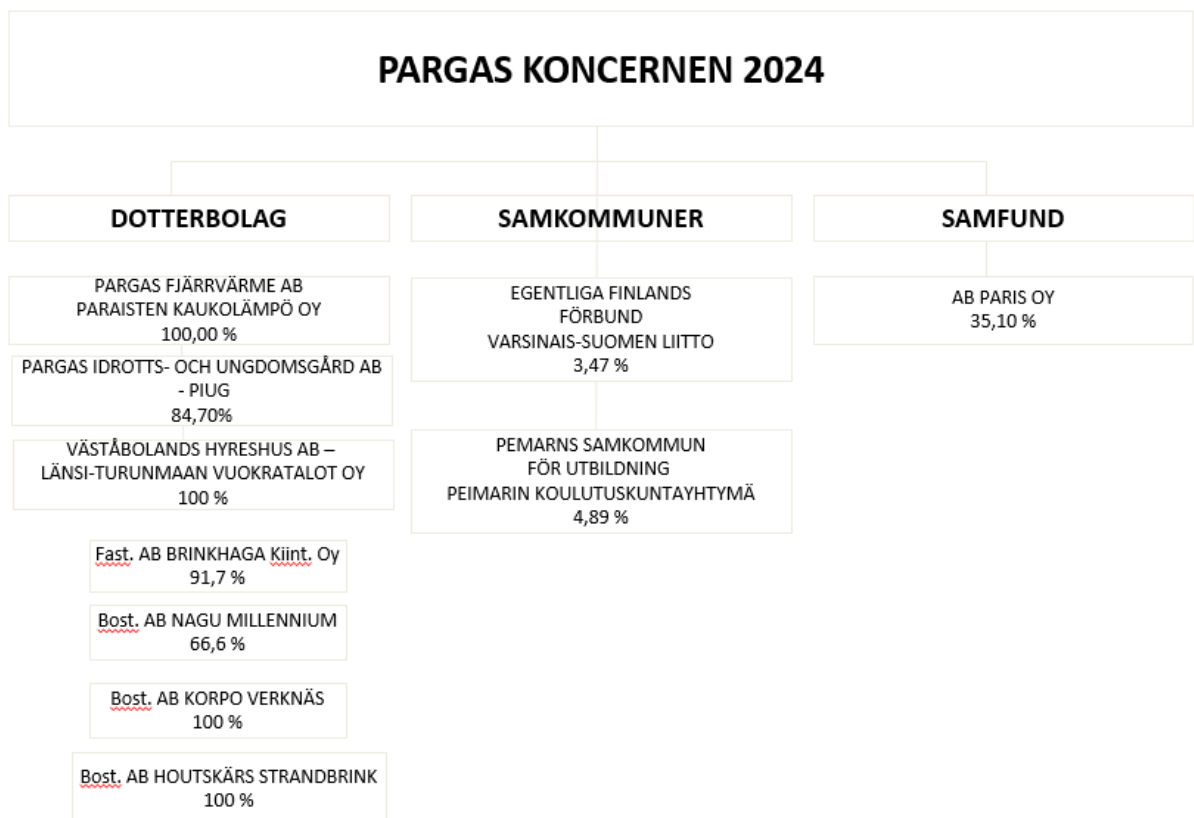 PARGAS KONCERNEN 2024
DOTTERBOLAG
PARGAS FJÄRRVÄRME AB
PARAISTEN KAUKOLÄMPÖ OY
100,00 %
PARGAS IDROTTS- OCH UNGDOMSGÅRD AB
- PIUG
84,70%
VÄSTÅBOLANDS HYRESHUS AB –
LÄNSI-TURUNMAAN VUOKRATALOT OY
100 %
Fast. AB BRINKHAGA Kiint. Oy
91,7 %
Bost. AB NAGU MILLENNIUM
66,6 %
Bost. AB KORPO VERKNÄS
100 %
Bost. AB HOUTSKÄRS STRANDBRINK
100 %
SAMKOMMUNER
EGENTLIGA FINLANDS
FÖRBUND
VARSINAIS-SUOMEN LIITTO
3,47 %
PEMARNS SAMKOMMUN
FÖR UTBILDNING
PEIMARIN KOULUTUSKUNTAYHTYMÄ
4,89 %
SAMFUND
AB PARIS OY
35,10 %